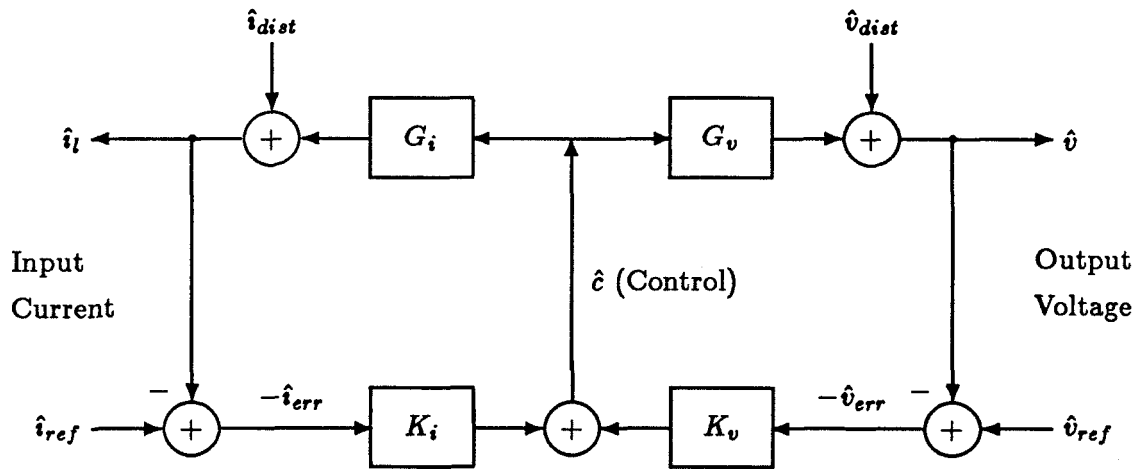 î_dist
v̂_dist
î_l
+
G_i
G_v
+
v̂
Input
Current
ĉ (Control)
Output
Voltage
−
−î_err
−v̂_err
−
î_ref
+
K_i
+
K_v
+
v̂_ref